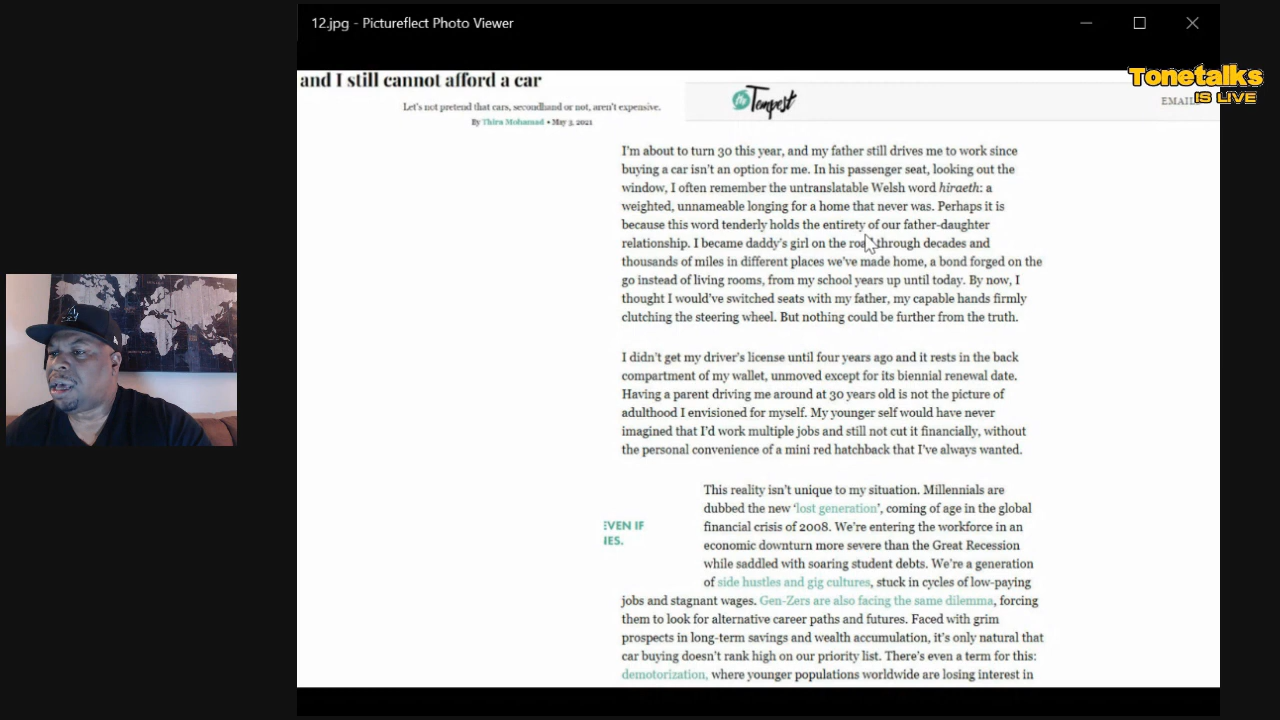 12.jpg - Pictureflect Photo Viewer
Tonetalks
IS LIVE
and I still cannot afford a car
Let's not pretend that cars, secondhand or not, aren't expensive.
By Thira Mohamad • May 3, 2021
the Tempest
EMAIL
I'm about to turn 30 this year, and my father still drives me to work since
buying a car isn't an option for me. In his passenger seat, looking out the
window, I often remember the untranslatable Welsh word hiraeth: a
weighted, unnameable longing for a home that never was. Perhaps it is
because this word tenderly holds the entirety of our father-daughter
relationship. I became daddy's girl on the road through decades and
thousands of miles in different places we've made home, a bond forged on the
go instead of living rooms, from my school years up until today. By now, I
thought I would've switched seats with my father, my capable hands firmly
clutching the steering wheel. But nothing could be further from the truth.
I didn't get my driver's license until four years ago and it rests in the back
compartment of my wallet, unmoved except for its biennial renewal date.
Having a parent driving me around at 30 years old is not the picture of
adulthood I envisioned for myself. My younger self would have never
imagined that I'd work multiple jobs and still not cut it financially, without
the personal convenience of a mini red hatchback that I've always wanted.
EVEN IF
IES.
This reality isn't unique to my situation. Millennials are
dubbed the new 'lost generation', coming of age in the global
financial crisis of 2008. We're entering the workforce in an
economic downturn more severe than the Great Recession
while saddled with soaring student debts. We're a generation
of side hustles and gig cultures, stuck in cycles of low-paying
jobs and stagnant wages. Gen-Zers are also facing the same dilemma, forcing
them to look for alternative career paths and futures. Faced with grim
prospects in long-term savings and wealth accumulation, it's only natural that
car buying doesn't rank high on our priority list. There's even a term for this:
demotorization, where younger populations worldwide are losing interest in